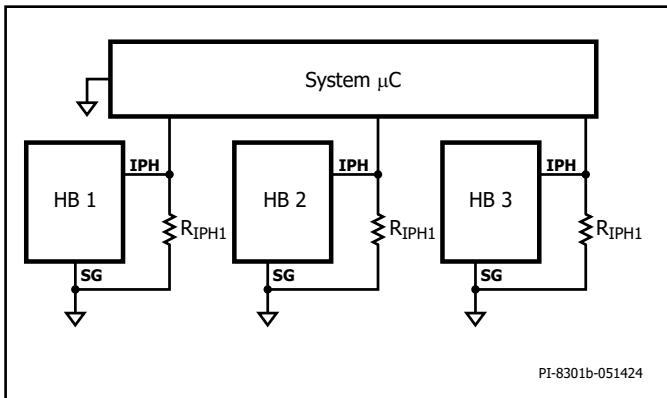 System μC
IPH
IPH
IPH
HB 1
HB 2
HB 3
RIPH1
RIPH1
RIPH1
SG
SG
SG
PI-8301b-051424